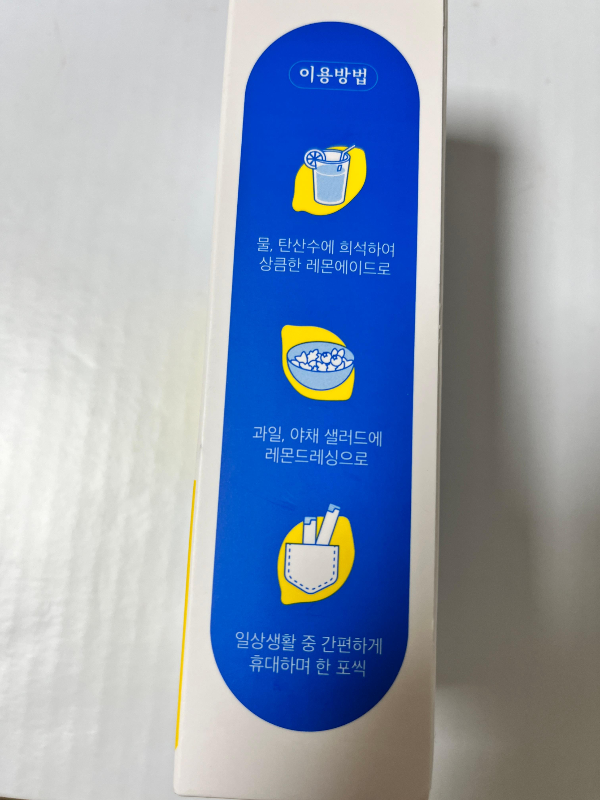 이용방법
물, 탄산수에 희석하여
상큼한 레몬에이드로
과일, 야채 샐러드에
레몬드레싱으로
일상생활 중 간편하게
휴대하며 한 포씩